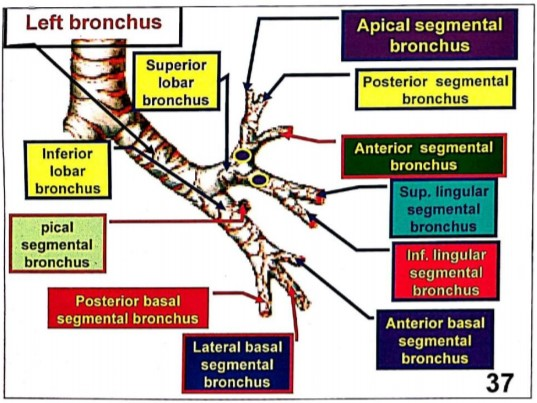 Left bronchus
Apical segmental
bronchus
Superior
lobar
bronchus
Posterior segmental
bronchus
Anterior segmental
bronchus
Inferior
lobar
bronchus
Sup. lingular
segmental
bronchus
pical
segmental
bronchus
Inf. lingular
segmental
bronchus
Posterior basal
segmental bronchus
Anterior basal
segmental
bronchus
Lateral basal
segmental
bronchus
37